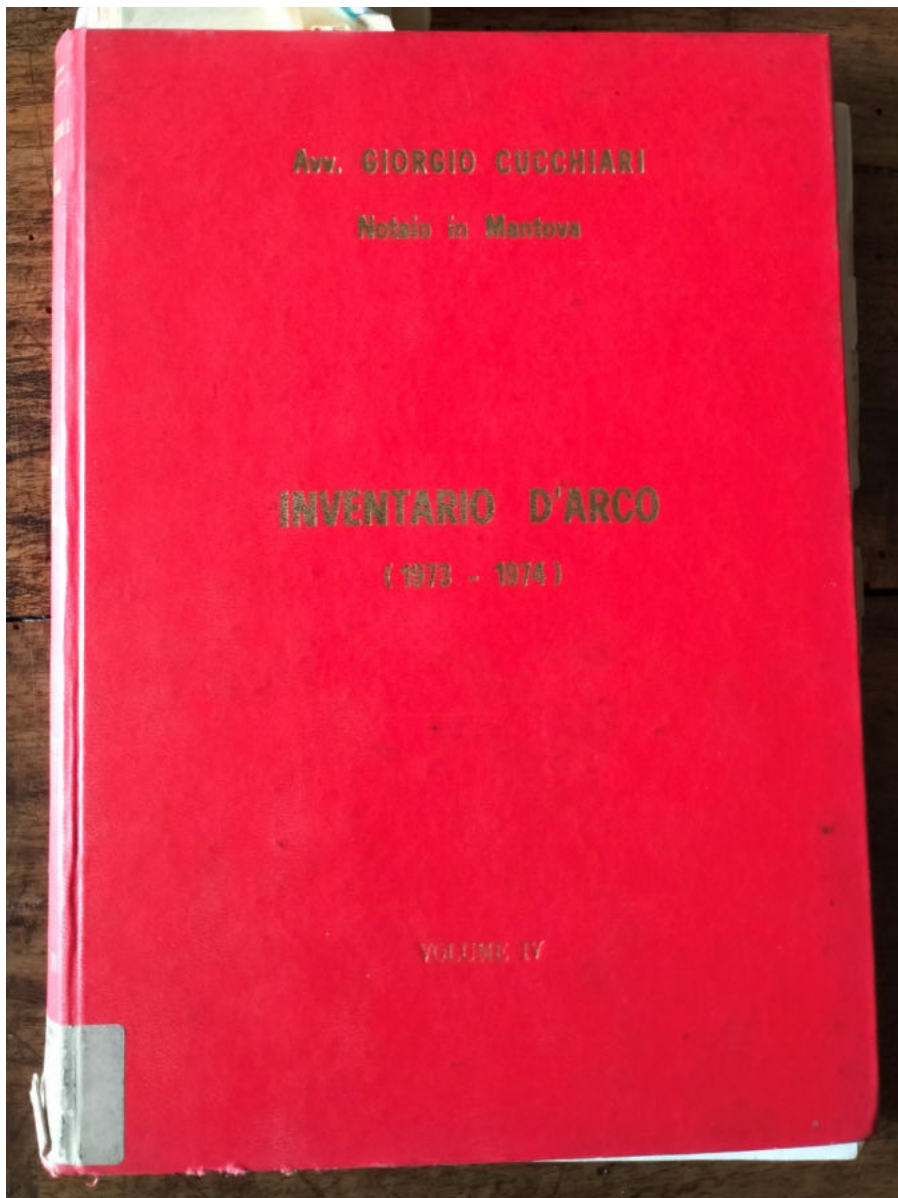 Avv. GIORGIO CUCCHIARI
Notaio in Mantova
INVENTARIO D'ARCO
( 1973 - 1974 )
VOLUME IV